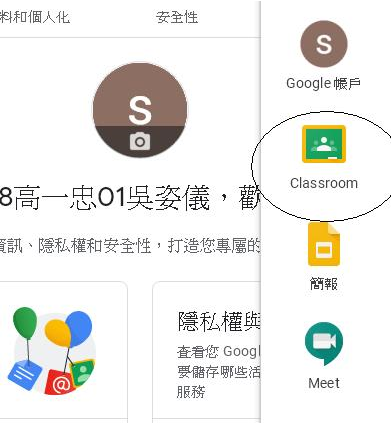 料和個人化
安全性
S
8高一忠01吳姿儀，歡
資訊、隱私權和安全性，打造您專屬的
隱私權與
查看您 Googl
要儲存哪些活
服務
@
S
Google 帳戶
Classroom
簡報
Meet